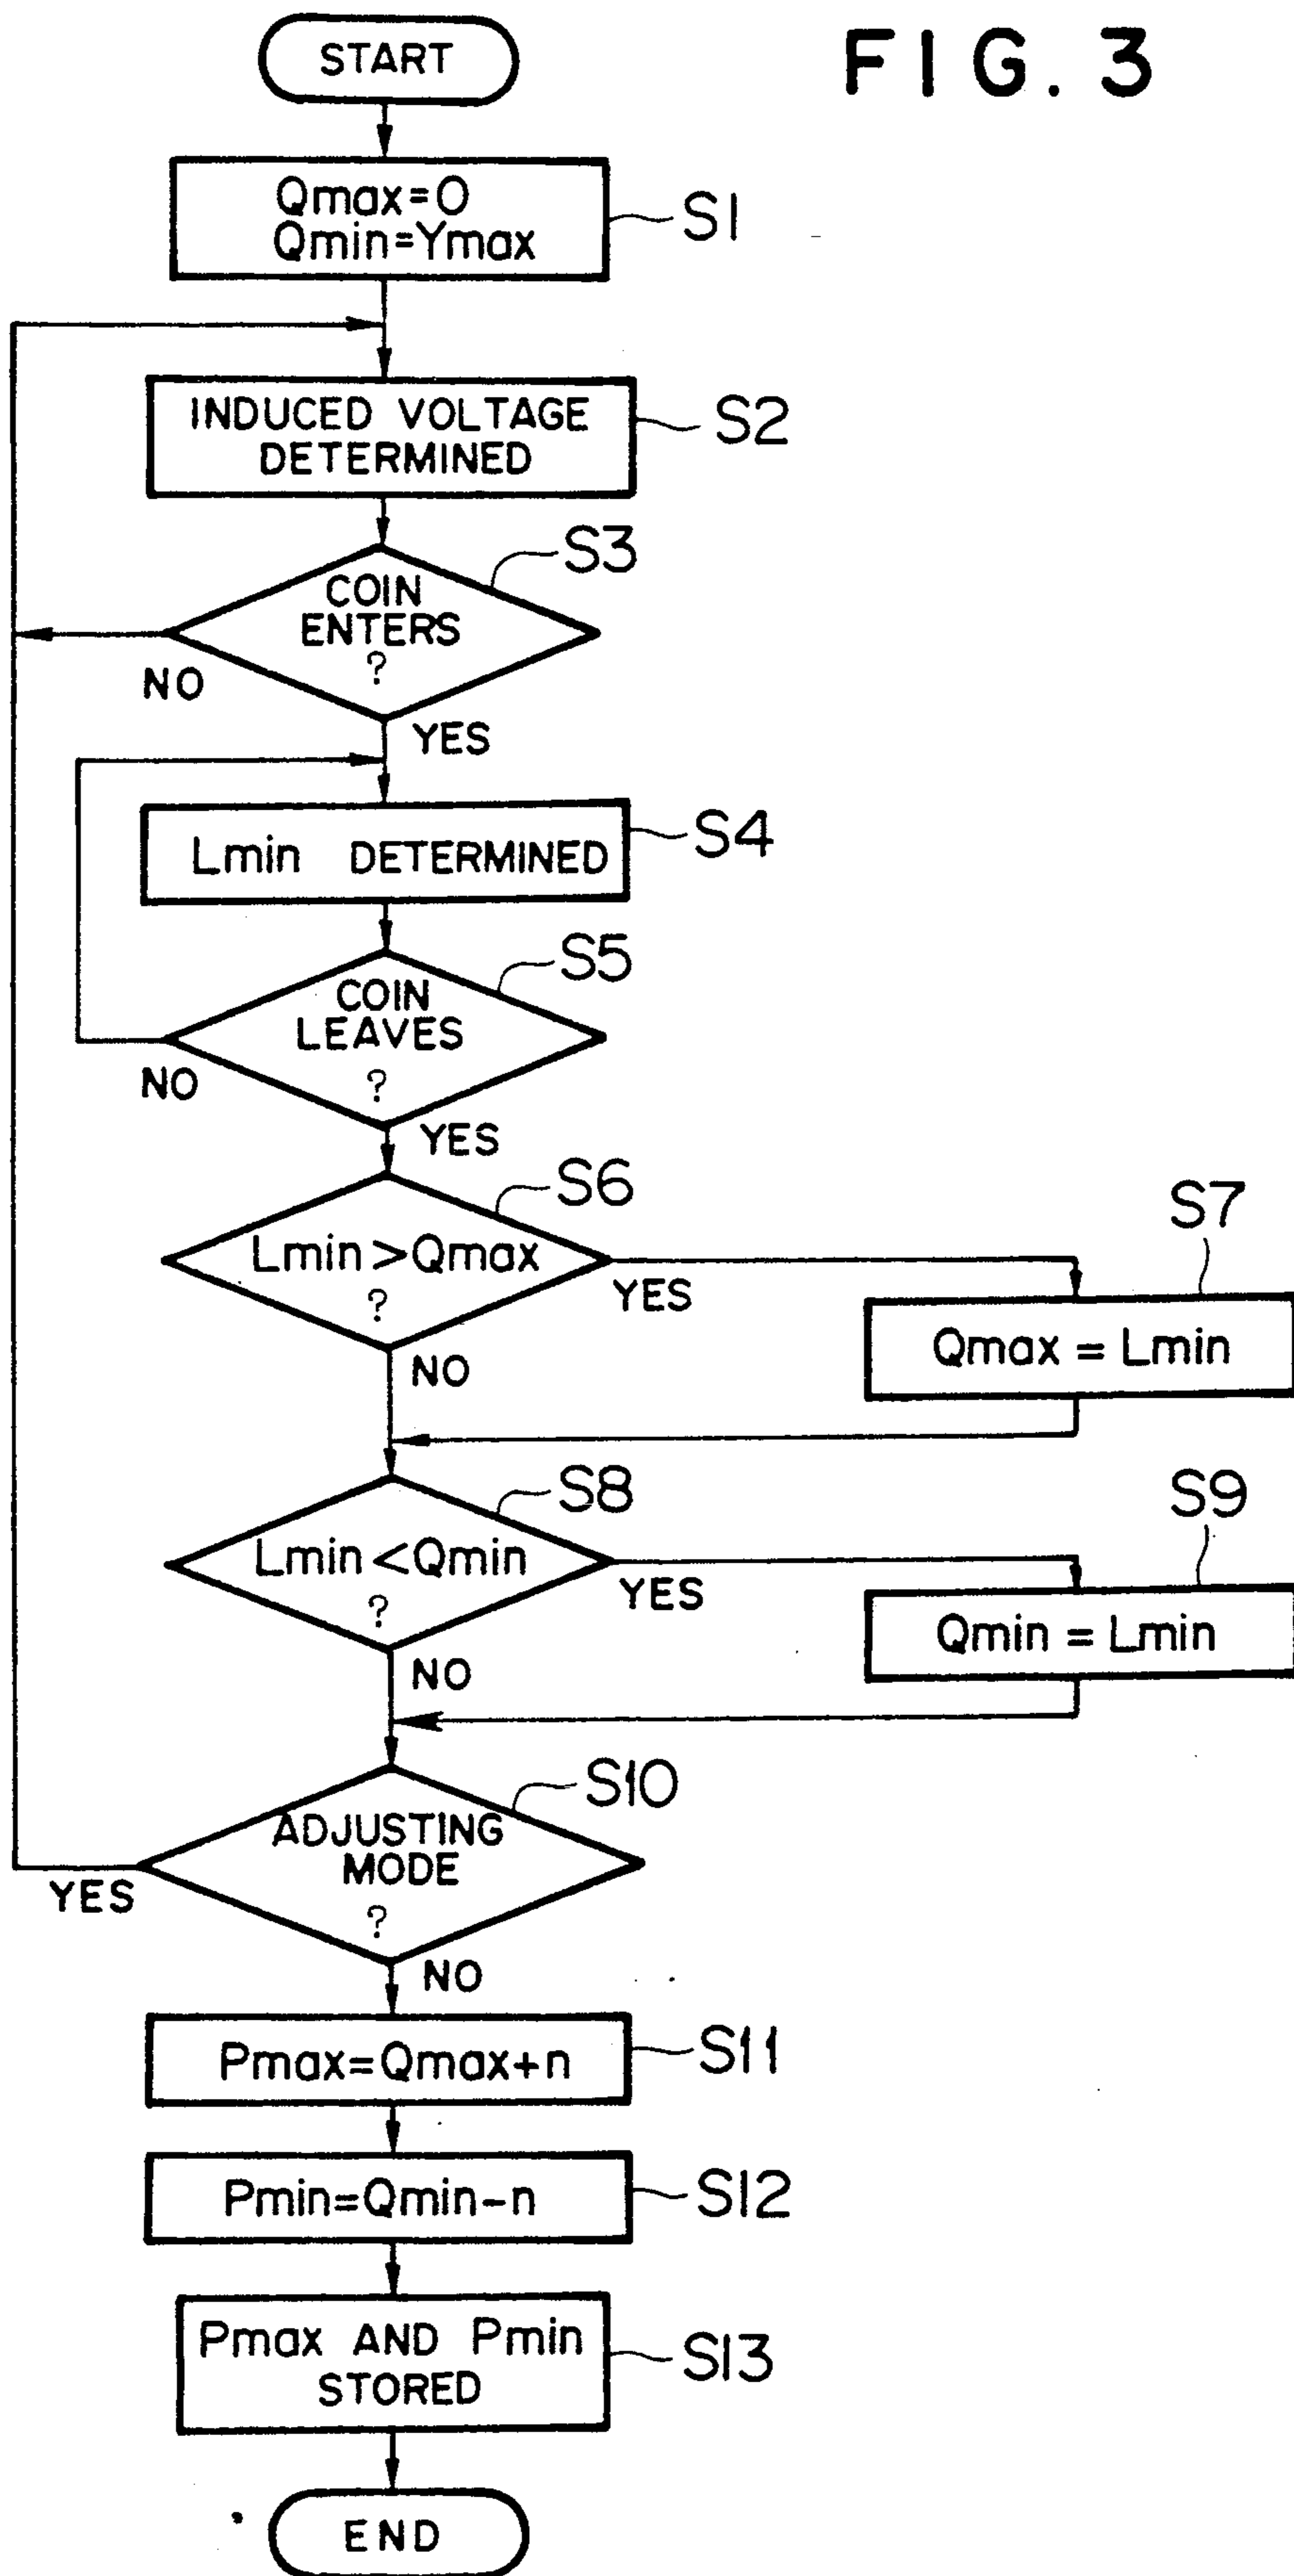 FIG. 3
START
Qmax=0
Qmin=Ymax
S1
INDUCED VOLTAGE
DETERMINED
S2
S3
COIN
ENTERS
?
NO
YES
Lmin DETERMINED
S4
S5
COIN
LEAVES
?
NO
YES
S6
Lmin>Qmax
?
YES
NO
S7
Qmax = Lmin
S8
Lmin<Qmin
?
YES
NO
S9
Qmin = Lmin
S10
ADJUSTING
MODE
?
YES
NO
Pmax=Qmax+n
S11
Pmin=Qmin-n
S12
Pmax AND Pmin
STORED
S13
END